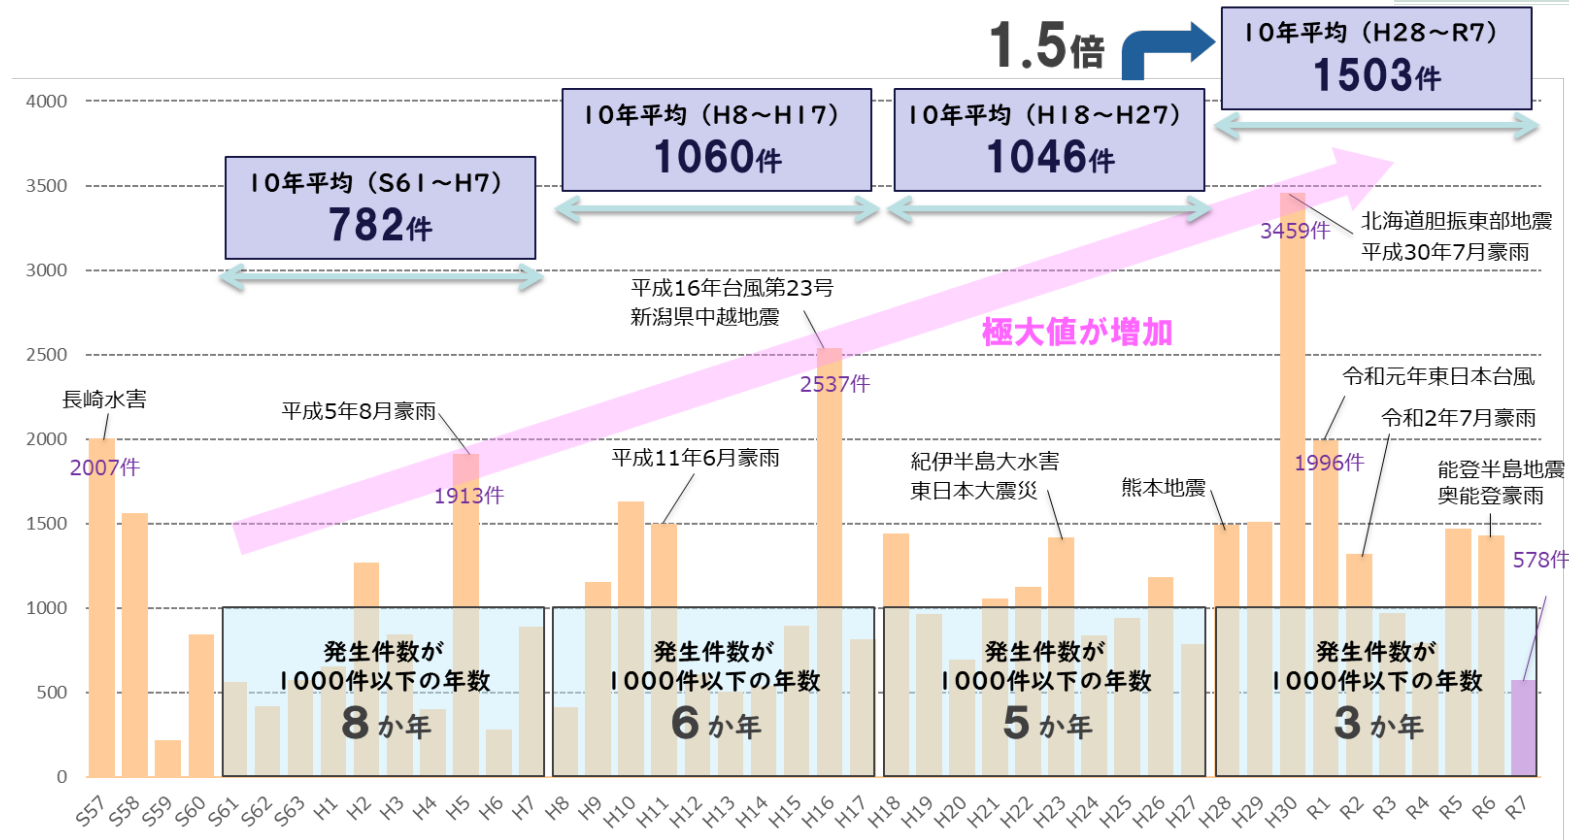 1.5倍
10年平均（H28～R7）
1503件
10年平均（H8～H17）
1060件
10年平均（H18～H27）
1046件
10年平均（S61～H7）
782件
4000
3500
3000
2500
2000
1500
1000
500
0
北海道胆振東部地震
平成30年7月豪雨
3459件
平成16年台風第23号
新潟県中越地震
極大値が増加
2537件
長崎水害
2007件
平成5年8月豪雨
1913件
平成11年6月豪雨
紀伊半島大水害
東日本大震災
熊本地震
令和元年東日本台風
1996件
令和2年7月豪雨
能登半島地震
奥能登豪雨
578件
発生件数が
1000件以下の年数
8か年
発生件数が
1000件以下の年数
6か年
発生件数が
1000件以下の年数
5か年
発生件数が
1000件以下の年数
3か年
S57
S58
S59
S60
S61
S62
S63
H1
H2
H3
H4
H5
H6
H7
H8
H9
H10
H11
H12
H13
H14
H15
H16
H17
H18
H19
H20
H21
H22
H23
H24
H25
H26
H27
H28
H29
H30
R1
R2
R3
R4
R5
R6
R7